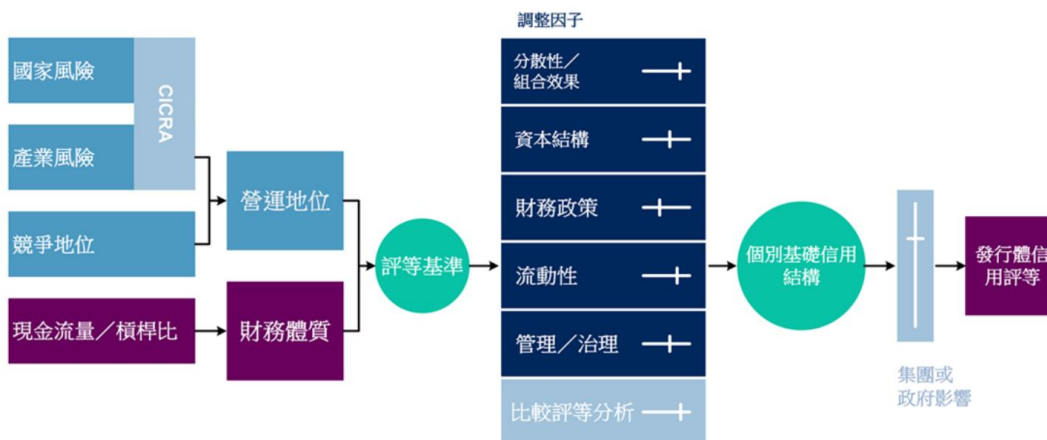 國家風險
產業風險
CICRA
競爭地位
現金流量／槓桿比
營運地位
財務體質
評等基準
調整因子
分散性／
組合效果
資本結構
財務政策
流動性
管理／治理
比較評等分析
個別基礎信用
結構
集團或
政府影響
發行體信
用評等